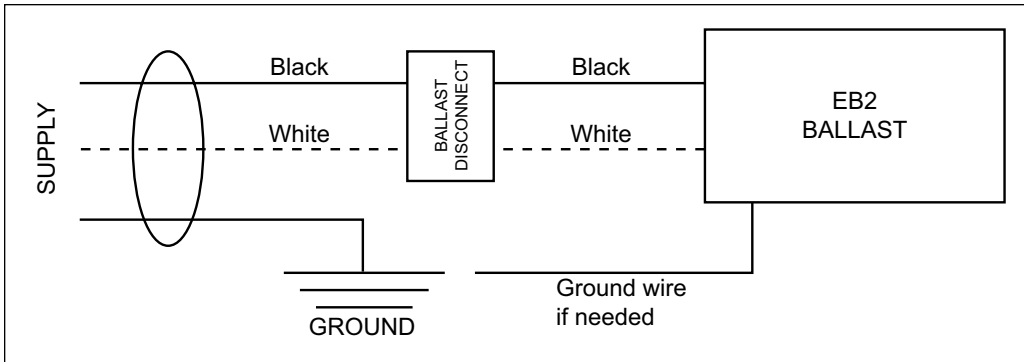 SUPPLY
Black
White
BALLAST
DISCONNECT
Black
White
EB2
BALLAST
GROUND
Ground wire
if needed